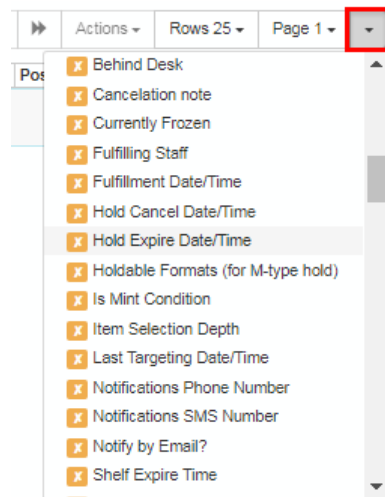 Actions Rows 25 Page 1
Pos
x Behind Desk
x Cancelation note
x Currently Frozen
x Fulfilling Staff
x Fulfillment Date/Time
x Hold Cancel Date/Time
x Hold Expire Date/Time
x Holdable Formats (for M-type hold)
x Is Mint Condition
x Item Selection Depth
x Last Targeting Date/Time
x Notifications Phone Number
x Notifications SMS Number
x Notify by Email?
x Shelf Expire Time